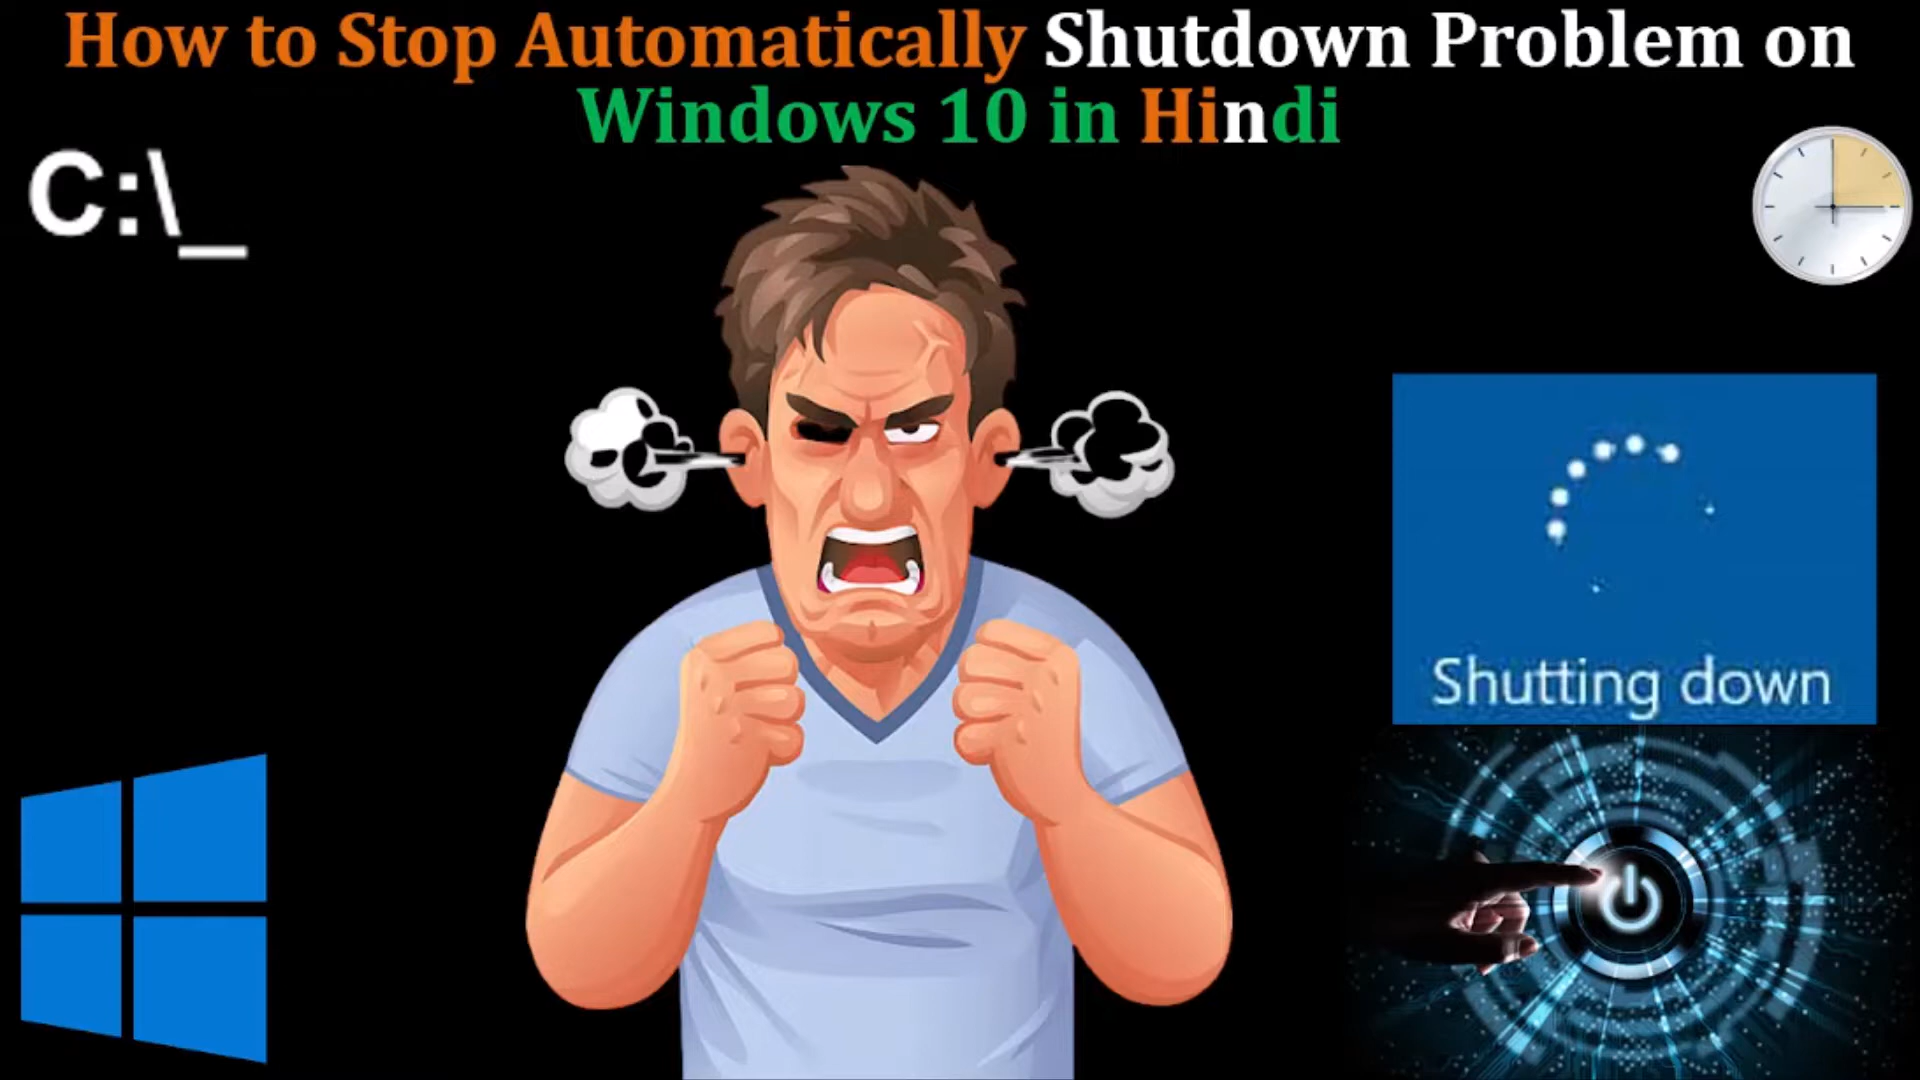 How to Stop Automatically Shutdown Problem on
Windows 10 in Hindi
C:\_
Shutting down